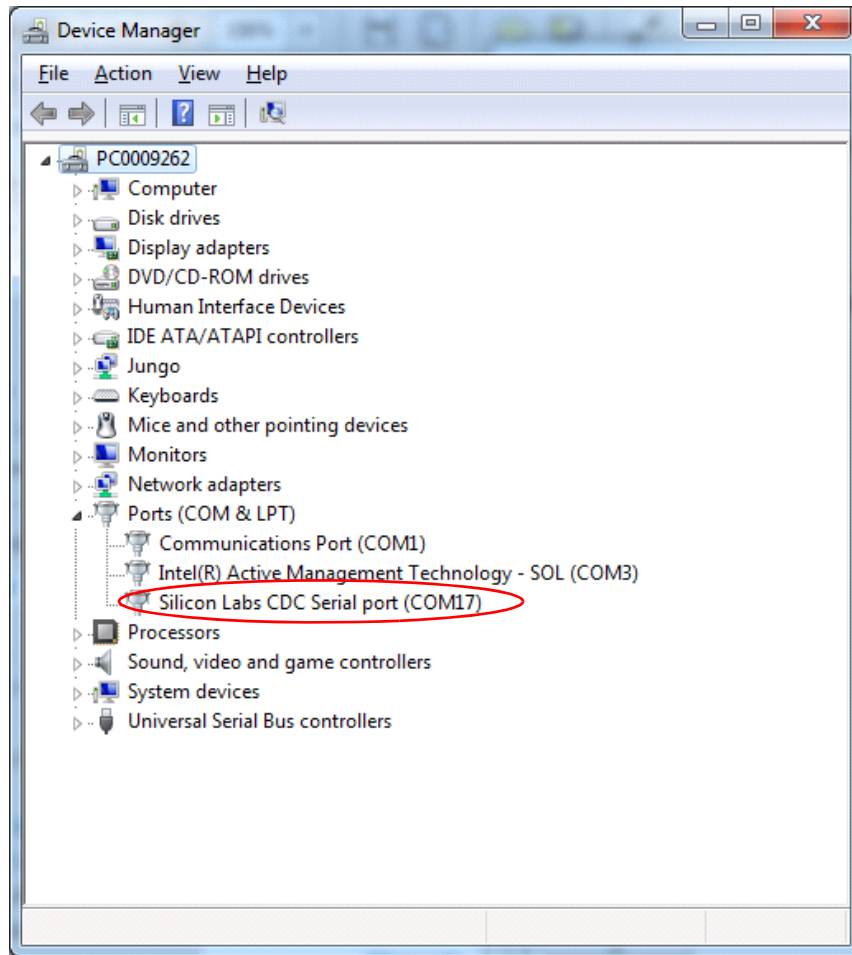 Device Manager
File Action View Help
PC0009262
Computer
Disk drives
Display adapters
DVD/CD-ROM drives
Human Interface Devices
IDE ATA/ATAPI controllers
Jungo
Keyboards
Mice and other pointing devices
Monitors
Network adapters
Ports (COM & LPT)
Communications Port (COM1)
Intel(R) Active Management Technology - SOL (COM3)
Silicon Labs CDC Serial port (COM17)
Processors
Sound, video and game controllers
System devices
Universal Serial Bus controllers